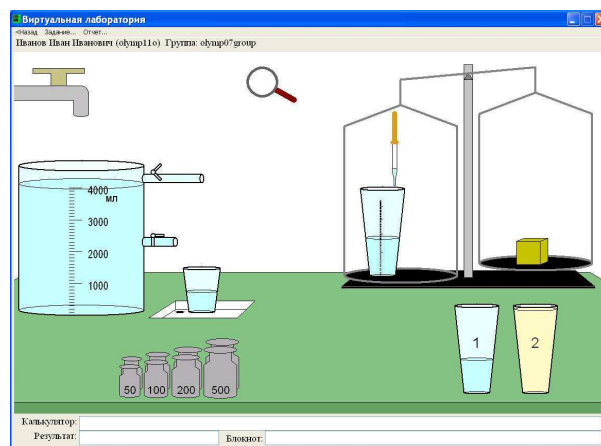 Виртуальная лаборатория
<Назад Задание... Отчет...
Иванов Иван Иванович (olymp11o) Группа: olymp07group
4000
мл
3000
2000
1000
1
2
50
100
200
500
Калькулятор:
Результат:
Блокнот: